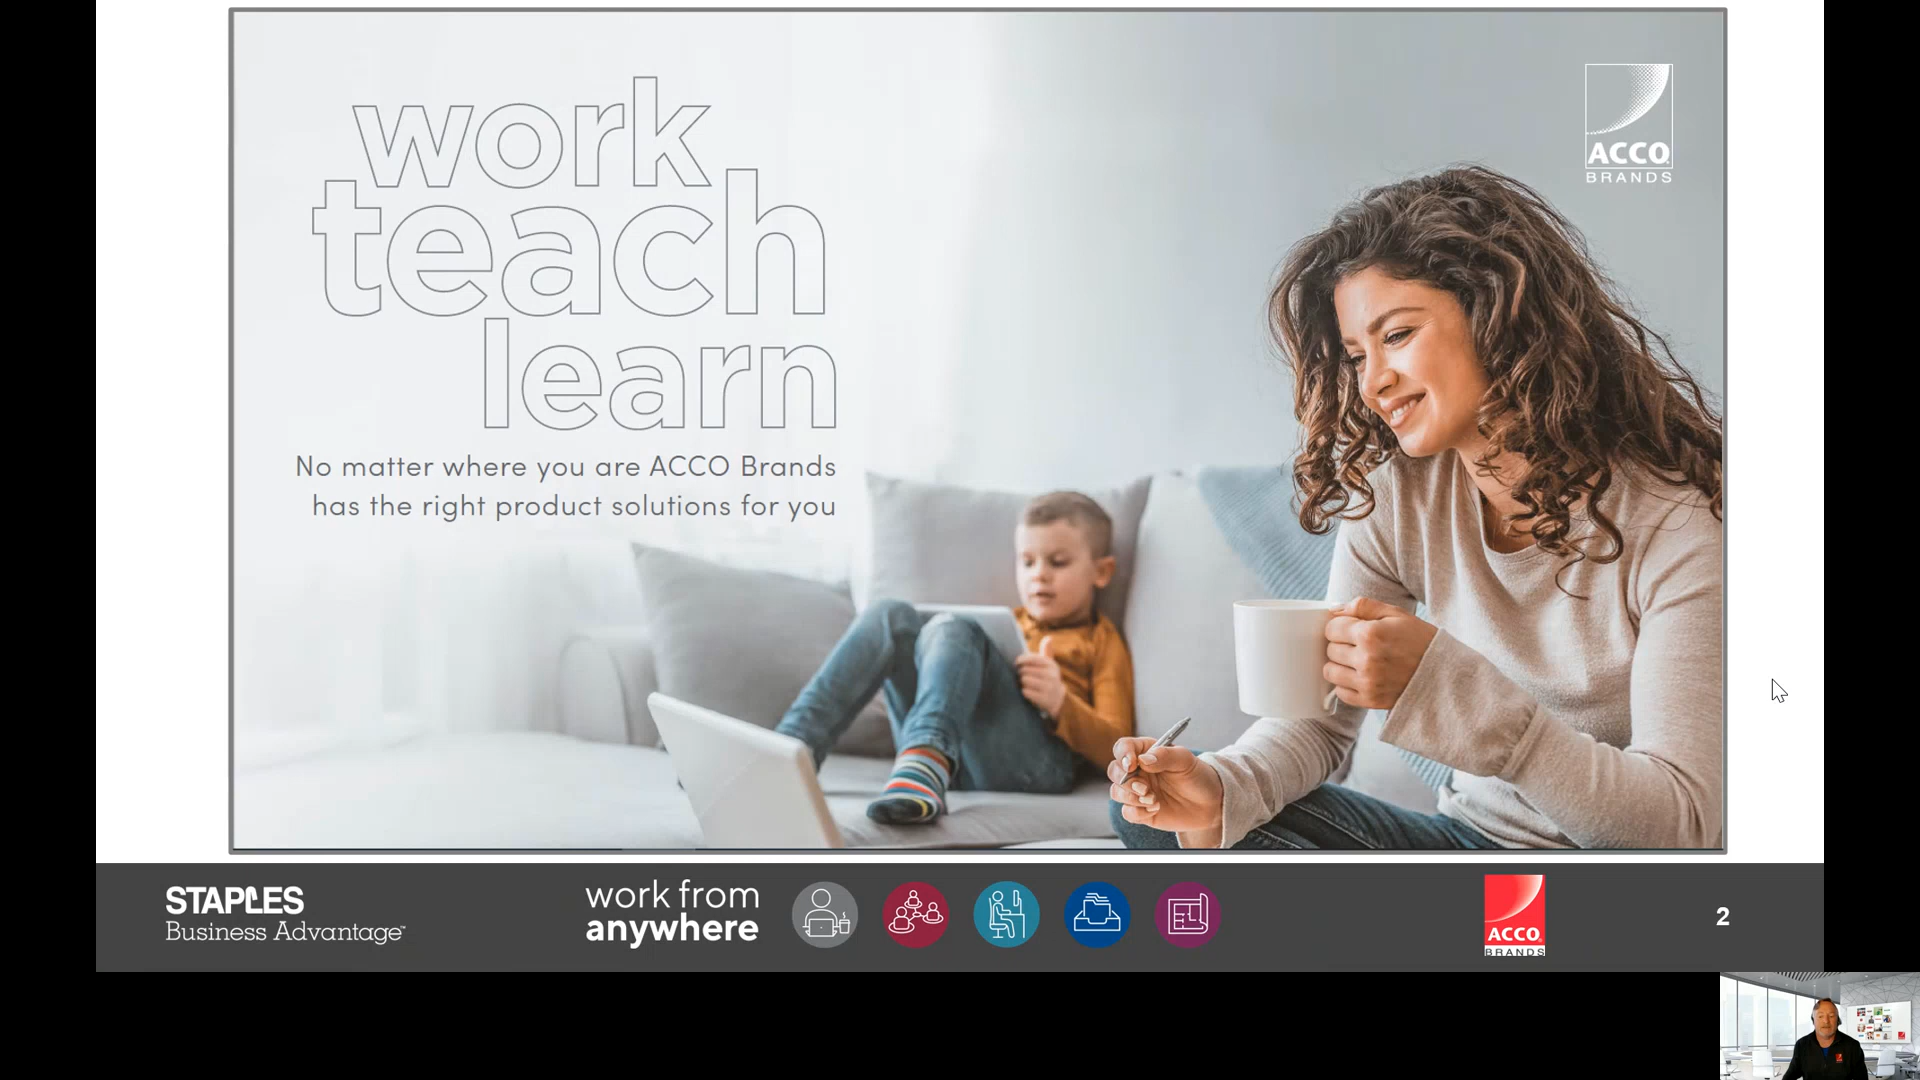 work
teach
learn
No matter where you are ACCO Brands
has the right product solutions for you
ACCO
BRANDS
STAPLES
Business Advantage™
work from
anywhere
ACCO
BRANDS
2